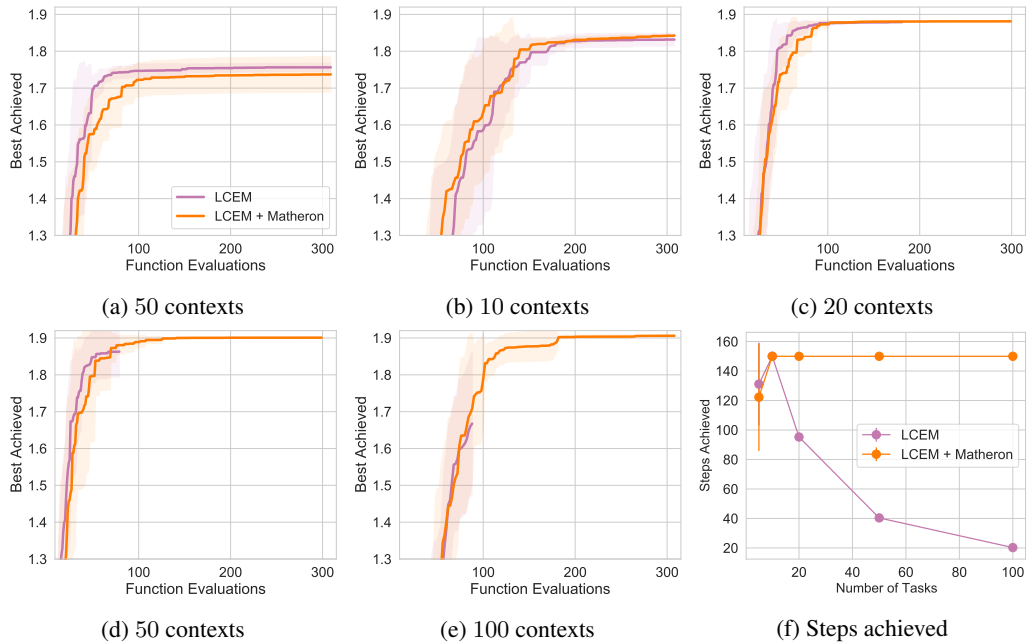 1.9
1.8
1.7
1.6
1.5
1.4
1.3
Best Achieved
LCEM
LCEM + Matheron
100 200 300
Function Evaluations
(a) 50 contexts
1.9
1.8
1.7
1.6
1.5
1.4
1.3
Best Achieved
100 200 300
Function Evaluations
(b) 10 contexts
1.9
1.8
1.7
1.6
1.5
1.4
1.3
Best Achieved
100 200 300
Function Evaluations
(c) 20 contexts
1.9
1.8
1.7
1.6
1.5
1.4
1.3
Best Achieved
100 200 300
Function Evaluations
(d) 50 contexts
1.9
1.8
1.7
1.6
1.5
1.4
1.3
Best Achieved
100 200 300
Function Evaluations
(e) 100 contexts
160
140
120
100
80
60
40
20
Steps Achieved
LCEM
LCEM + Matheron
20 40 60 80 100
Number of Tasks
(f) Steps achieved